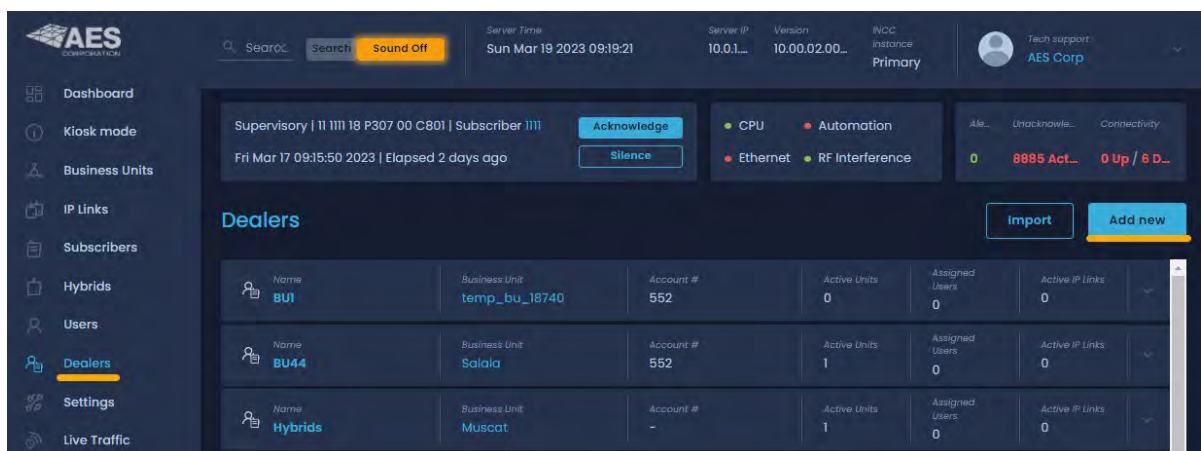 AES
CORPORATION
Searc.. Search Sound Off
Server Time
Sun Mar 19 2023 09:19:21
Server IP
10.0.1....
Version
10.00.02.00...
INCC instance
Primary
Tech support
AES Corp
Dashboard
Kiosk mode
Business Units
IP Links
Subscribers
Hybrids
Users
Dealers
Settings
Live Traffic
Supervisory | 11 1111 18 P307 00 C801 | Subscriber 1111
Acknowledge
Fri Mar 17 09:15:50 2023 | Elapsed 2 days ago
Silence
CPU Automation
Ethernet RF Interference
Ale... Unacknowle... Connectivity
0 8885 Act... 0 Up / 6 D...
Dealers
Import Add new
Name Business Unit Account # Active Units Assigned Users Active IP Links
BU1 temp_bu_18740 552 0 0 0
Name Business Unit Account # Active Units Assigned Users Active IP Links
BU44 Salala 552 1 0 0
Name Business Unit Account # Active Units Assigned Users Active IP Links
Hybrids Muscat - 1 0 0